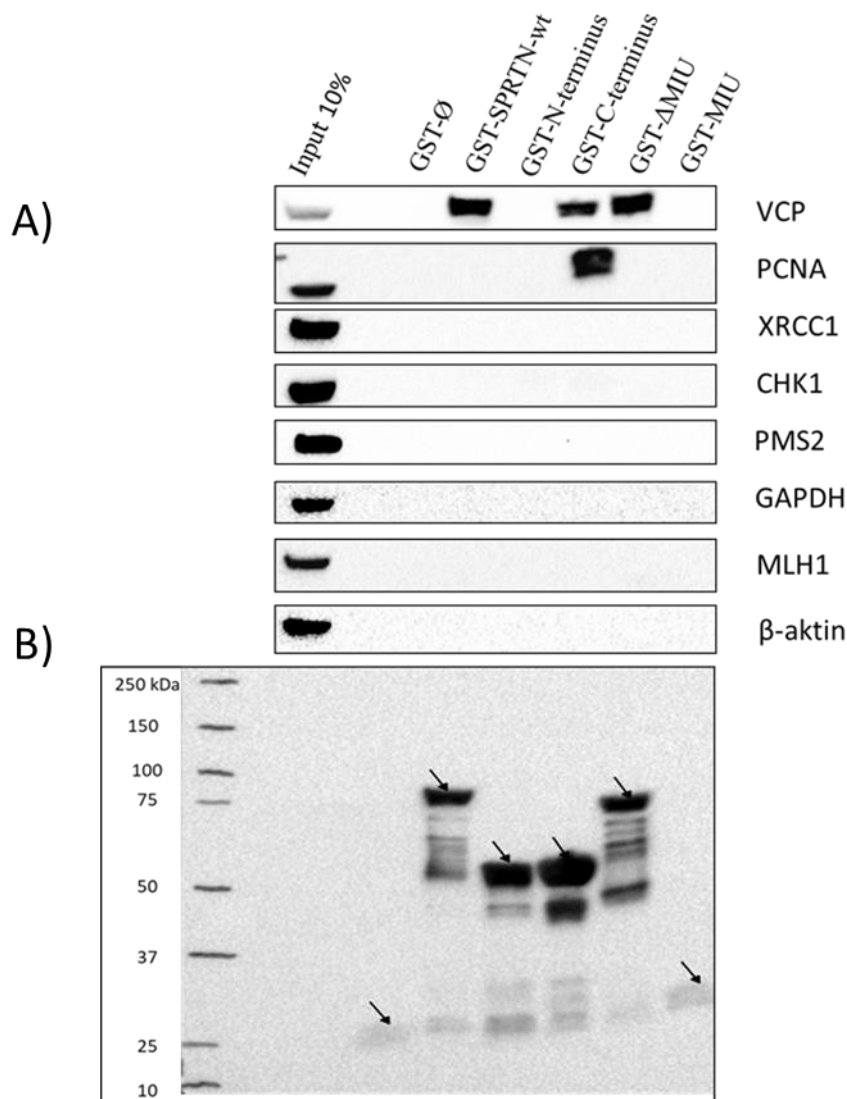 Input 10%
GST-Ø
GST-SPRTN-wt
GST-N-terminus
GST-C-terminus
GST-ΔMIU
GST-MIU
A)
VCP
PCNA
XRCC1
CHK1
PMS2
GAPDH
MLH1
β-aktin
B)
250 kDa
150
100
75
50
37
25
10